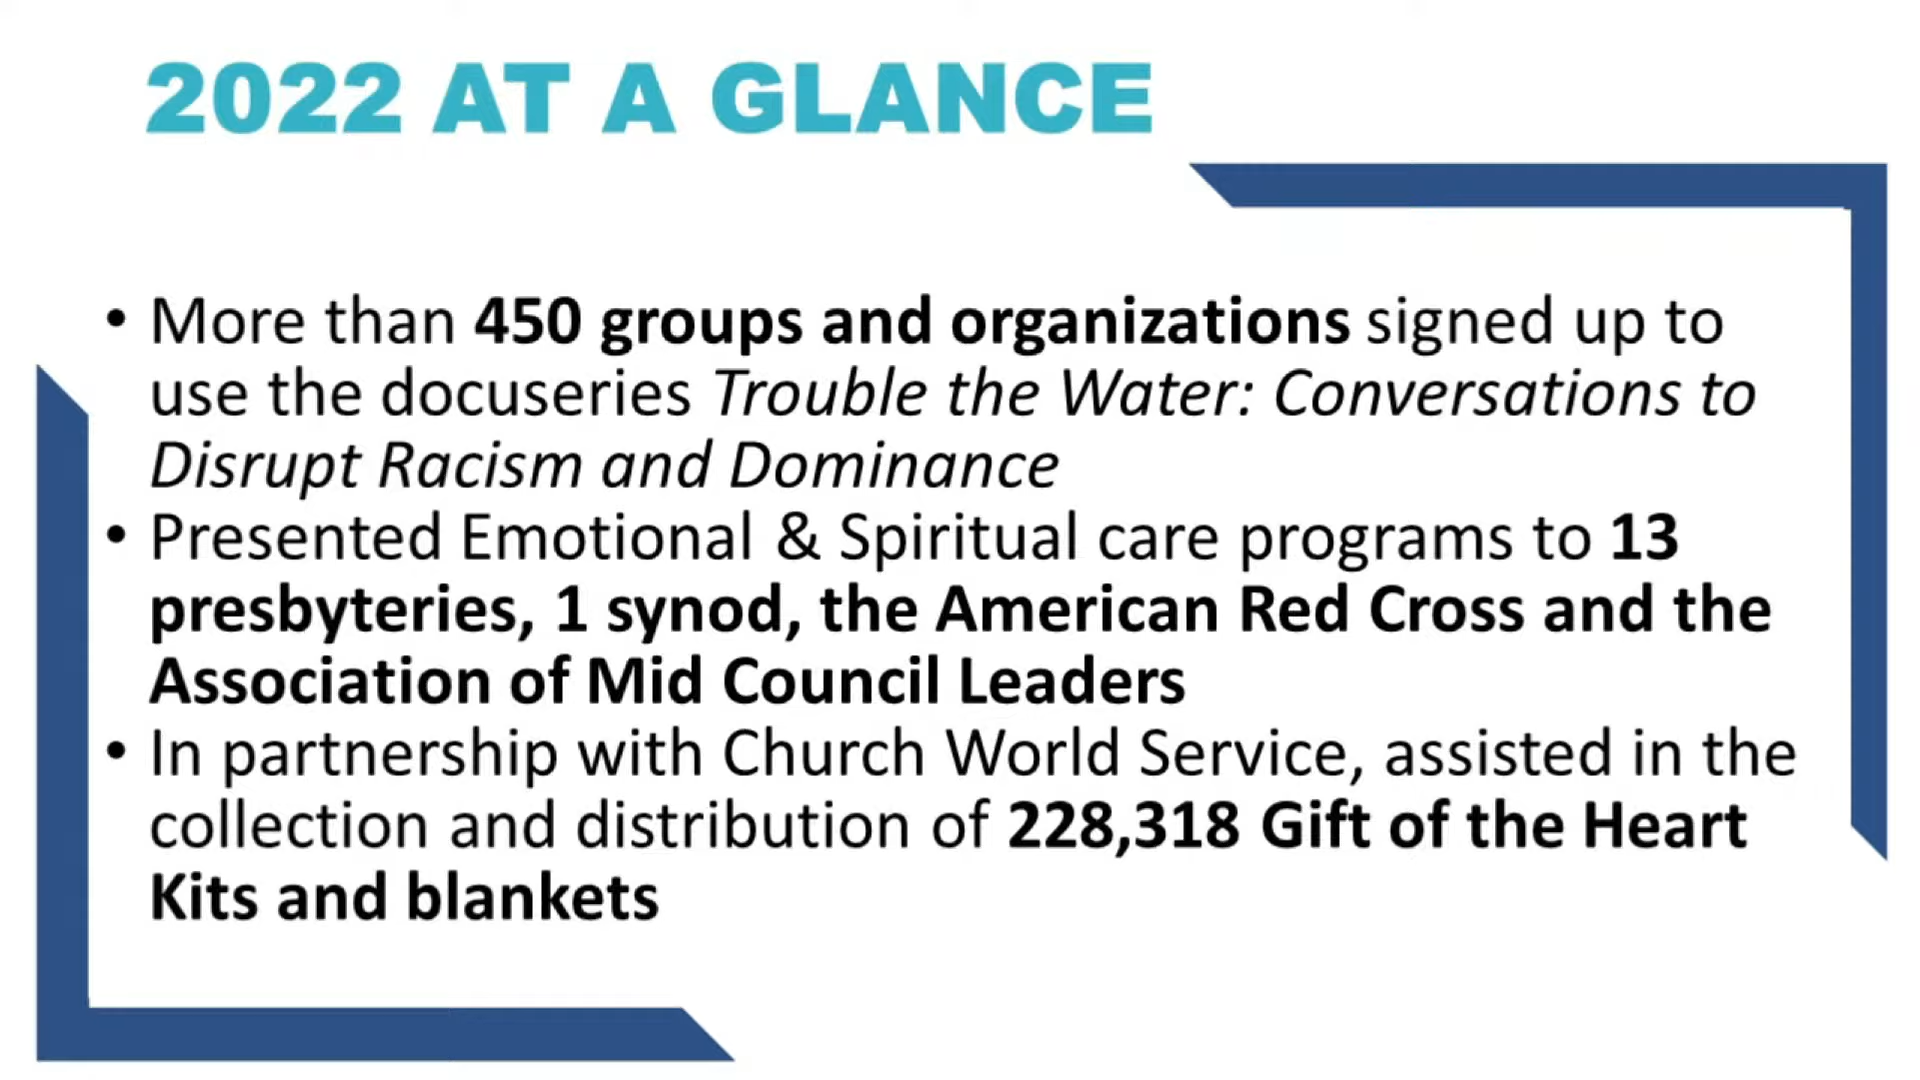 2022 AT A GLANCE
• More than 450 groups and organizations signed up to
use the docuseries Trouble the Water: Conversations to
Disrupt Racism and Dominance
• Presented Emotional & Spiritual care programs to 13
presbyteries, 1 synod, the American Red Cross and the
Association of Mid Council Leaders
• In partnership with Church World Service, assisted in the
collection and distribution of 228,318 Gift of the Heart
Kits and blankets